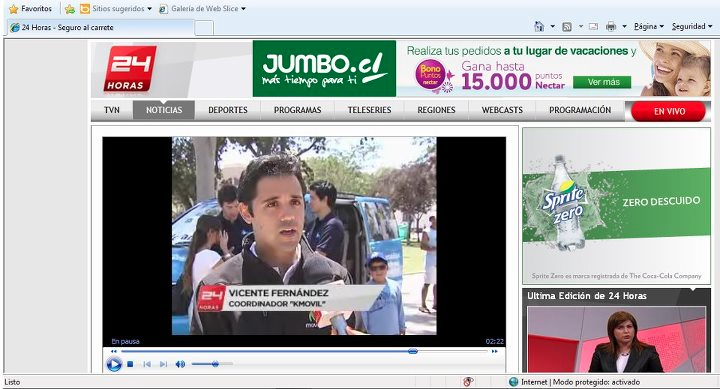 Favoritos
Sitios sugeridos
Galería de Web Slice
24 Horas - Seguro al carrete
Página
Seguridad
24
HORAS
JUMBO.cl
más tiempo para ti
Realiza tus pedidos a tu lugar de vacaciones y
Bono
Puntos
nectar
Gana hasta
15.000 puntos
Nectar
Ver más
TVN
NOTICIAS
DEPORTES
PROGRAMAS
TELESERIES
REGIONES
WEBCASTS
PROGRAMACIÓN
EN VIVO
24
HORAS
VICENTE FERNÁNDEZ
COORDINADOR "KMOVIL"
En pausa
02:22
Sprite
zero
ZERO DESCUIDO
Sprite Zero es marca registrada de The Coca-Cola Company
Ultima Edición de 24 Horas
Listo
Internet | Modo protegido: activado